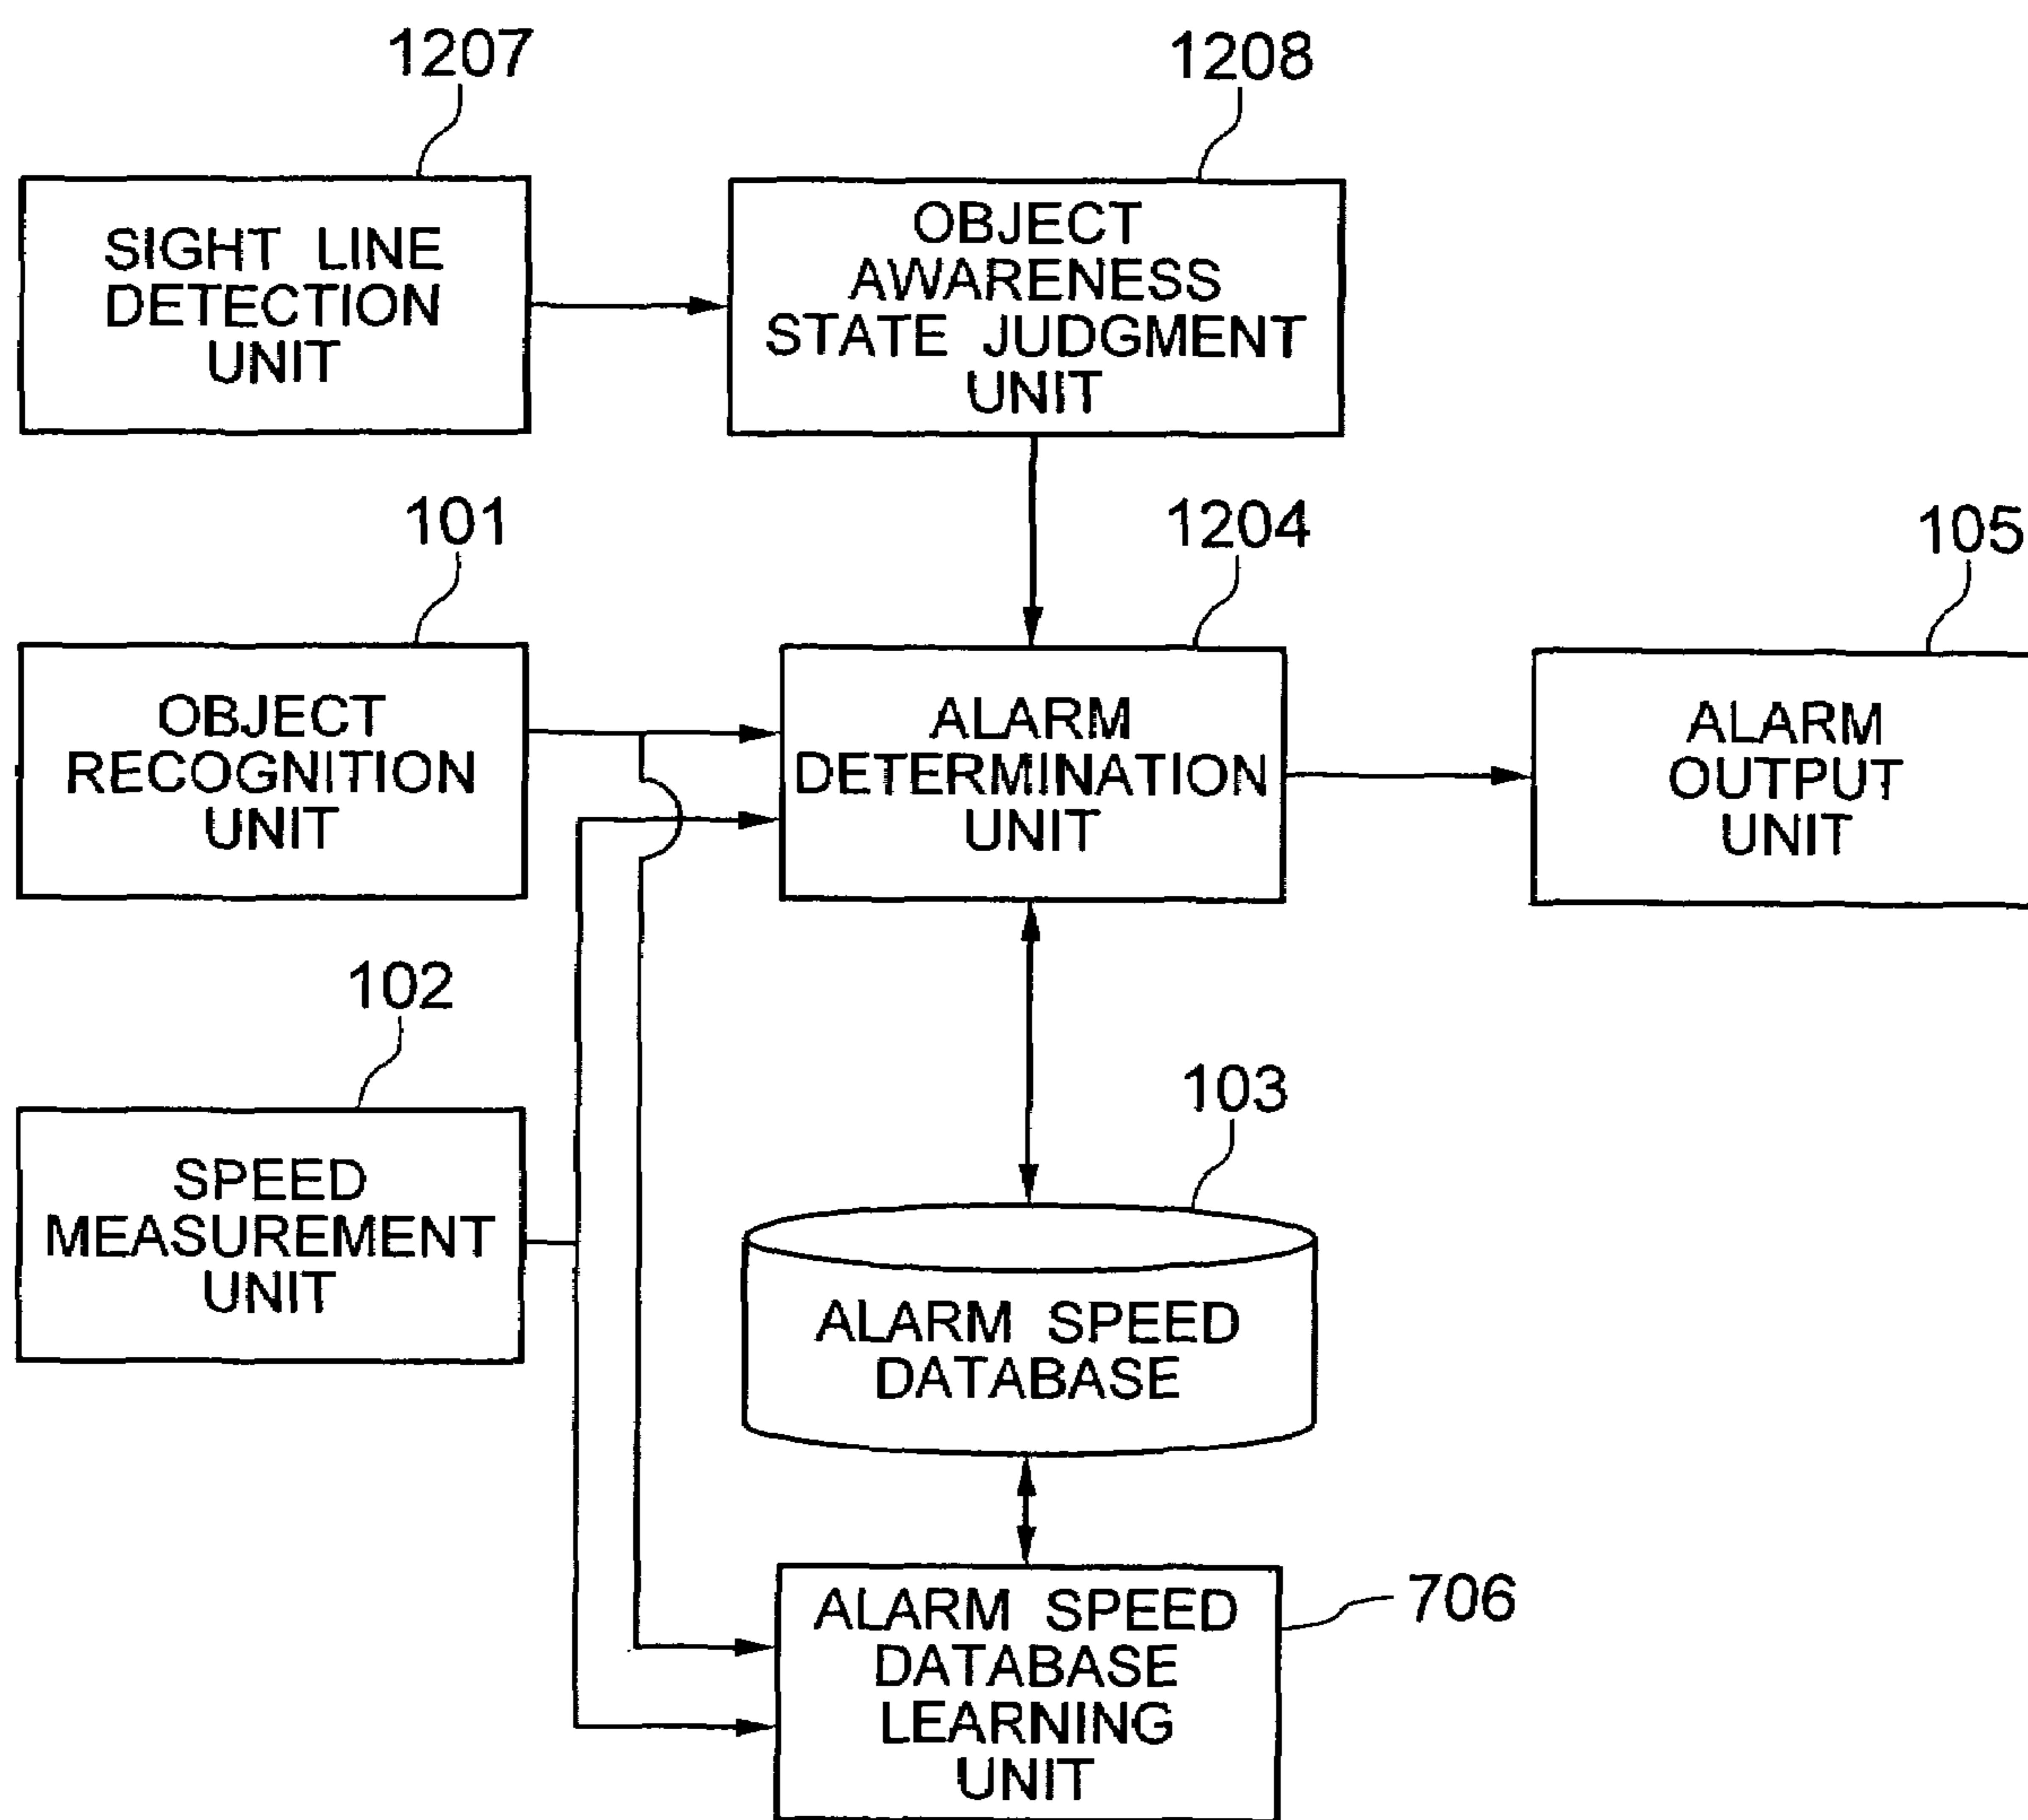 1207
1208
SIGHT LINE
DETECTION
UNIT
OBJECT
AWARENESS
STATE JUDGMENT
UNIT
101
1204
105
OBJECT
RECOGNITION
UNIT
ALARM
DETERMINATION
UNIT
ALARM
OUTPUT
UNIT
102
103
SPEED
MEASUREMENT
UNIT
ALARM SPEED
DATABASE
706
ALARM SPEED
DATABASE
LEARNING
UNIT